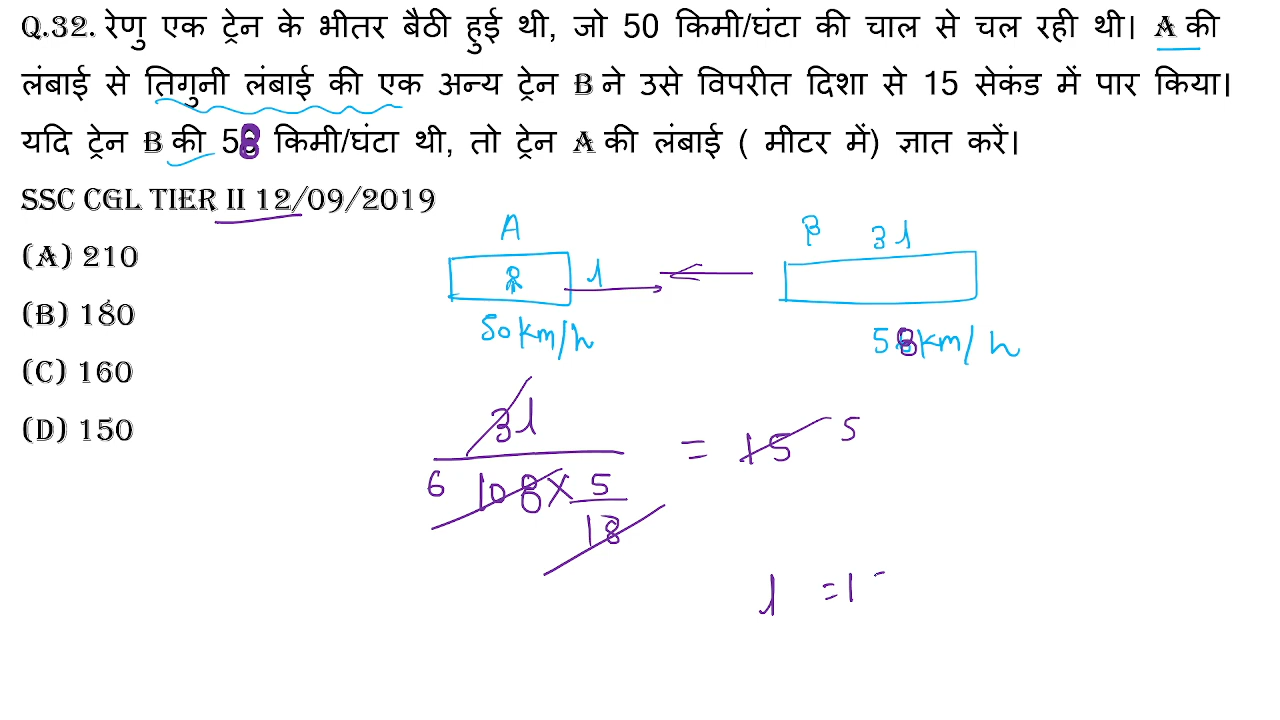 Q.32. रेणु एक ट्रेन के भीतर बैठी हुई थी, जो 50 किमी/घंटा की चाल से चल रही थी। A की
लंबाई से तिगुनी लंबाई की एक अन्य ट्रेन B ने उसे विपरीत दिशा से 15 सेकंड में पार किया।
यदि ट्रेन B की 58 किमी/घंटा थी, तो ट्रेन A की लंबाई ( मीटर में) ज्ञात करें।
SSC CGL TIER II 12/09/2019
(A) 210
(B) 180
(C) 160
(D) 150
A
B 3l
l
50km/h
58km/h
3l
= 15 5
6 108 × 5
18
l = 1